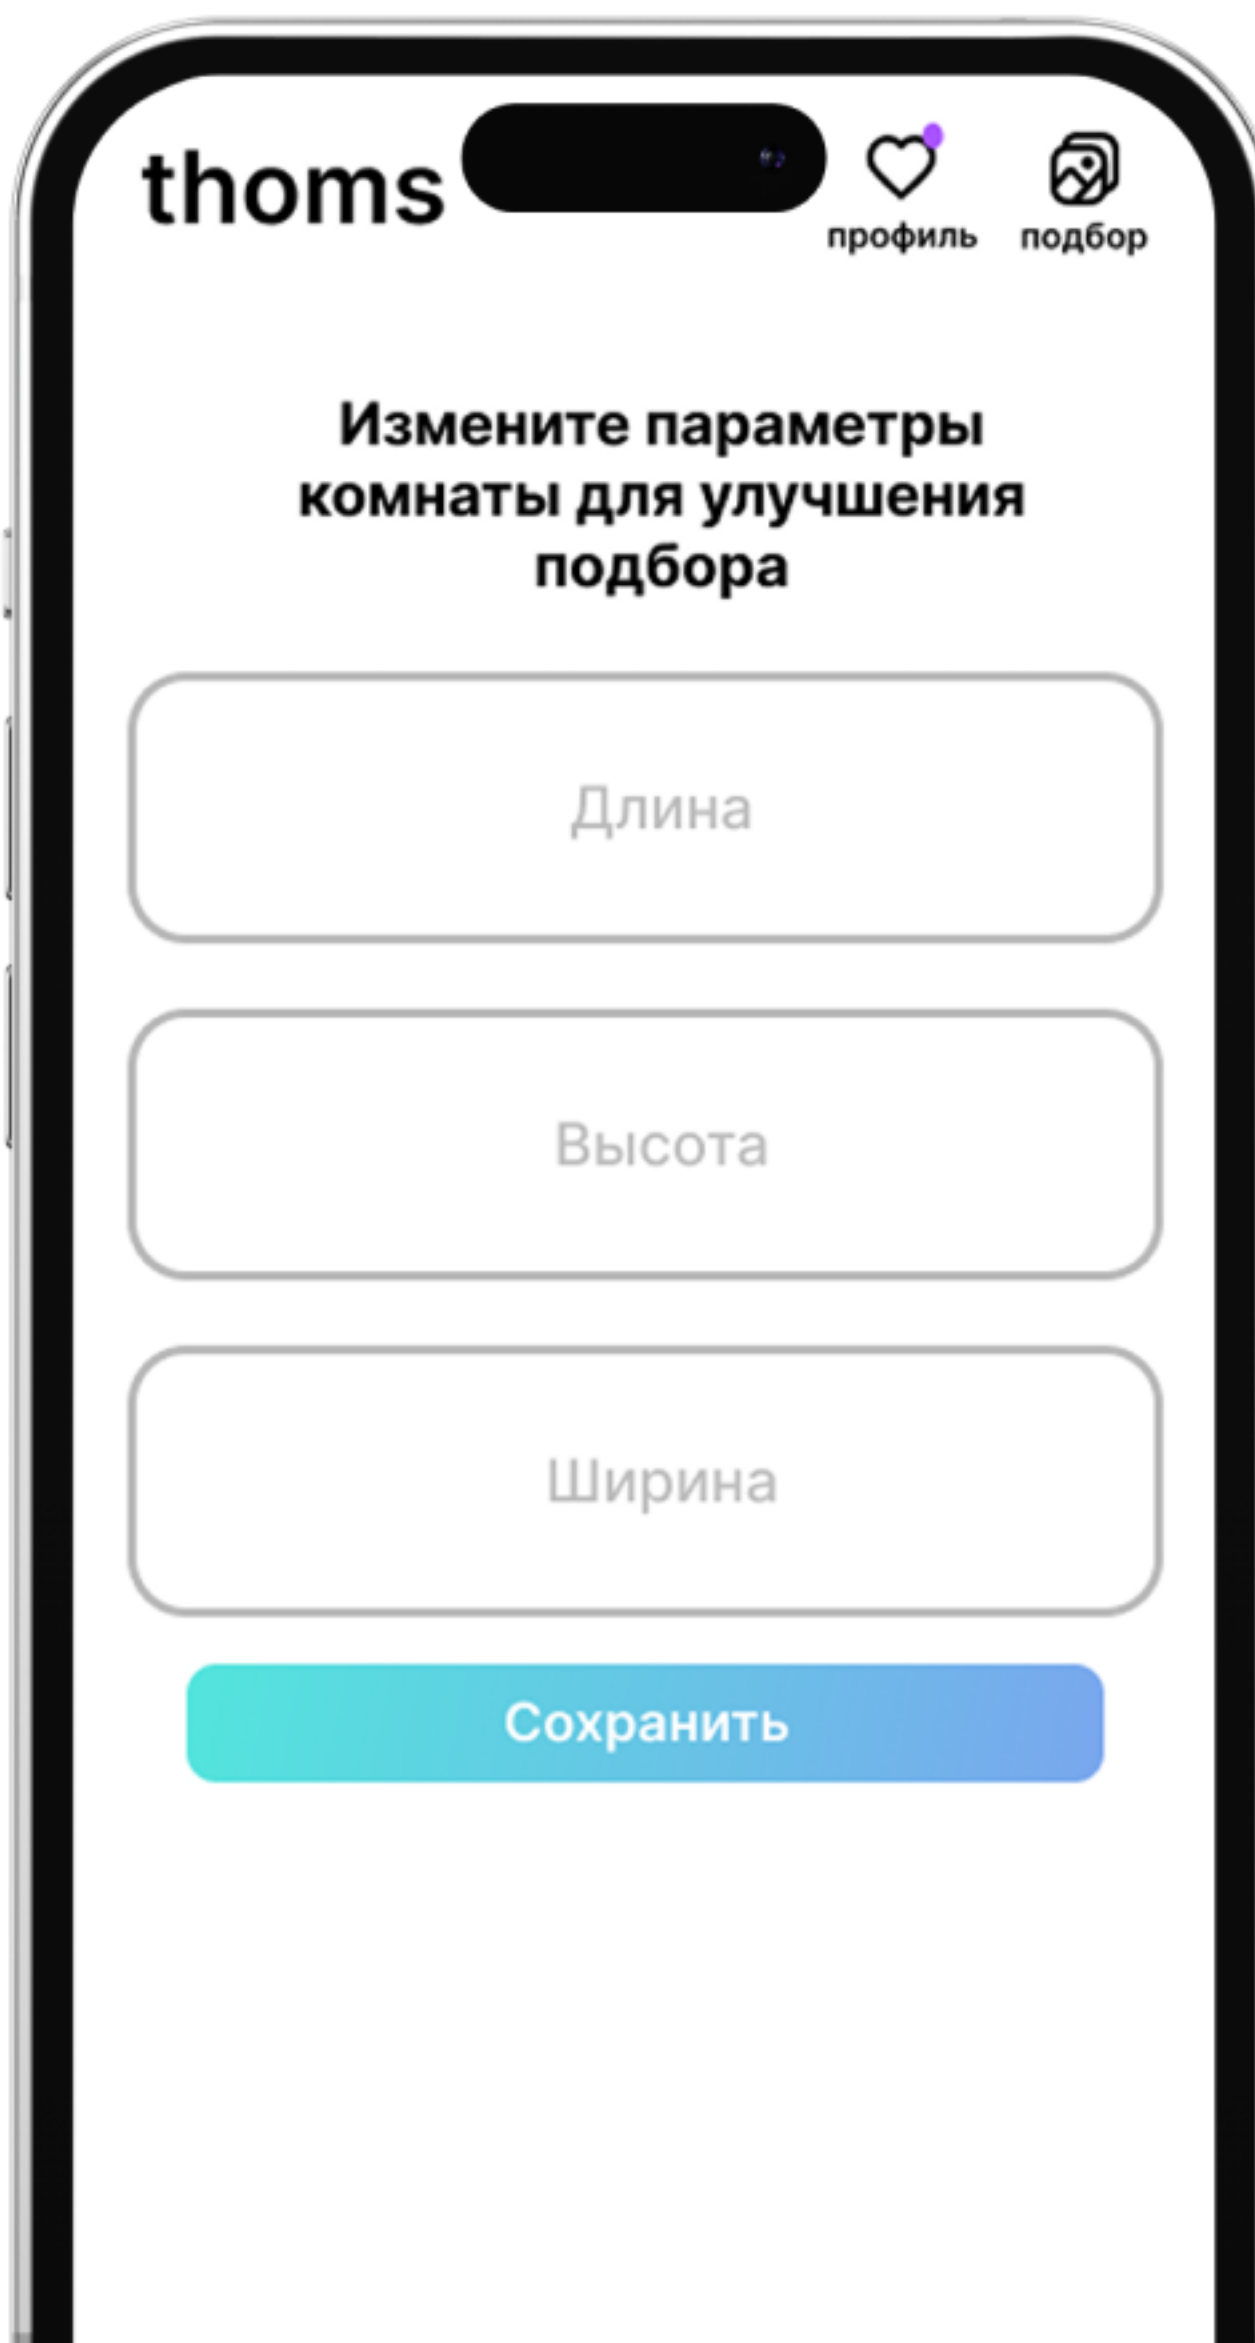 thoms
профиль
подбор
Измените параметры
комнаты для улучшения
подбора
Длина
Высота
Ширина
Сохранить